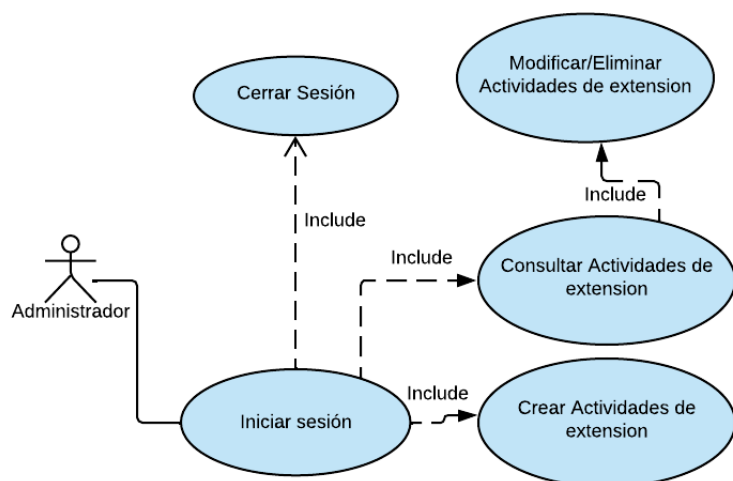 Modificar/Eliminar
Actividades de extension
Cerrar Sesión
Include
Include
Include
Consultar Actividades de
extension
Administrador
Include
Iniciar sesión
Crear Actividades de
extension